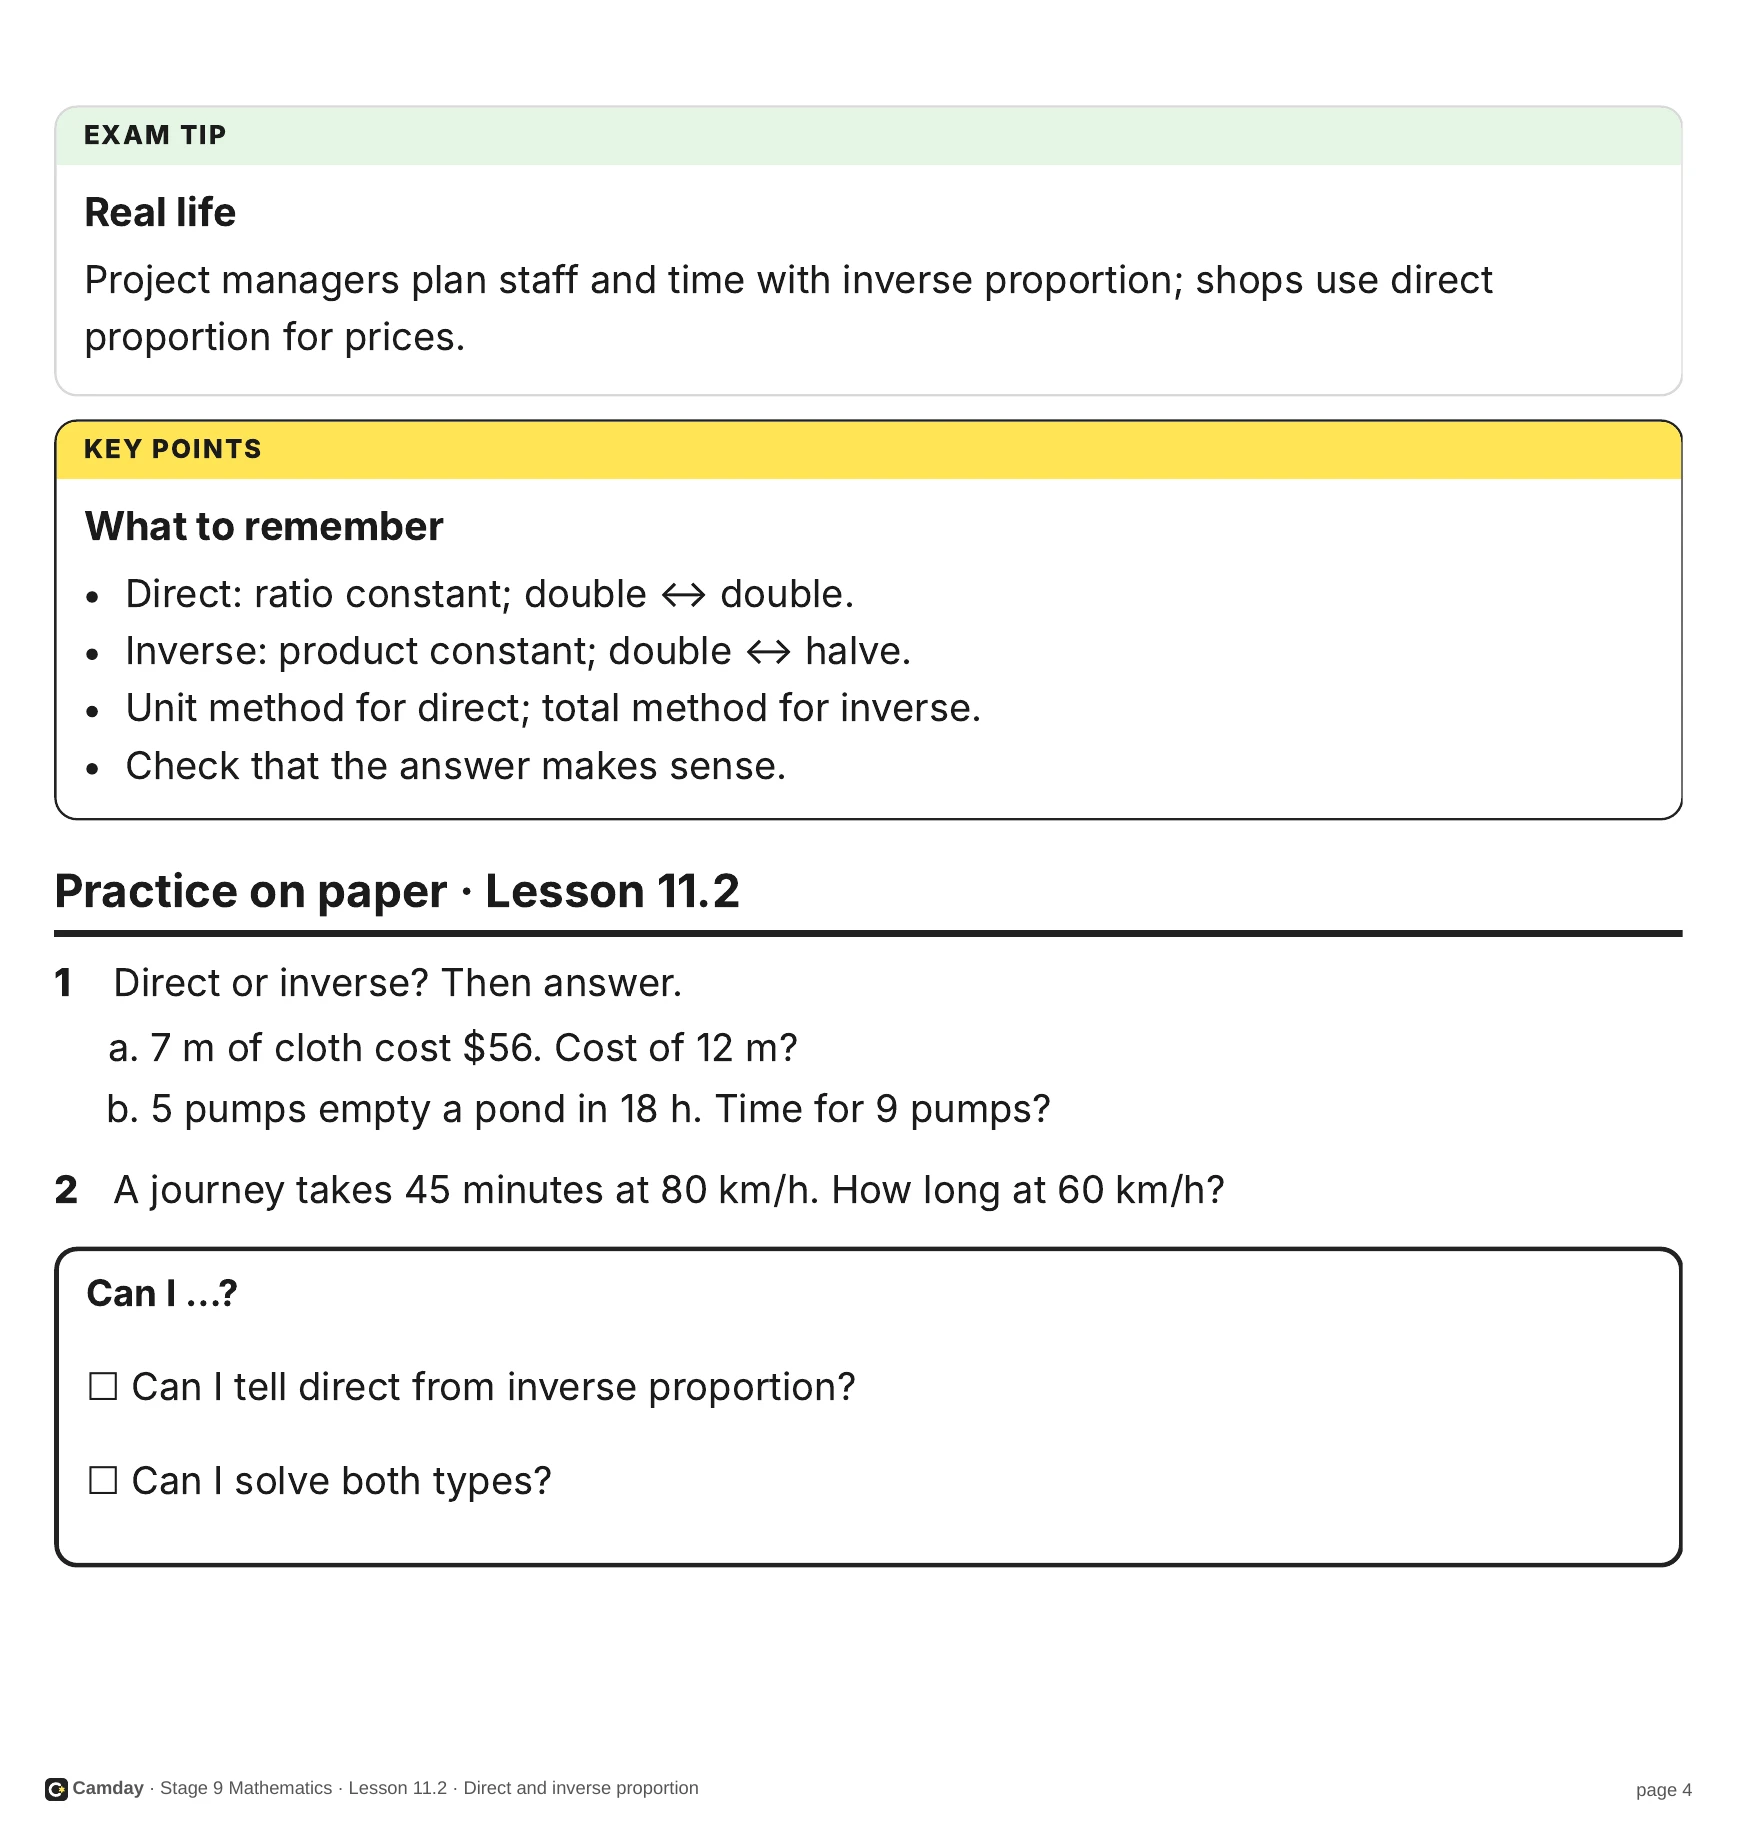 EXAM TIP
Real life
Project managers plan staff and time with inverse proportion; shops use direct
proportion for prices.
KEY POINTS
What to remember
• Direct: ratio constant; double ↔ double.
• Inverse: product constant; double ↔ halve.
• Unit method for direct; total method for inverse.
• Check that the answer makes sense.
Practice on paper · Lesson 11.2
1 Direct or inverse? Then answer.
a. 7 m of cloth cost $56. Cost of 12 m?
b. 5 pumps empty a pond in 18 h. Time for 9 pumps?
2 A journey takes 45 minutes at 80 km/h. How long at 60 km/h?
Can I …?
☐ Can I tell direct from inverse proportion?
☐ Can I solve both types?
Camday · Stage 9 Mathematics · Lesson 11.2 · Direct and inverse proportion
page 4